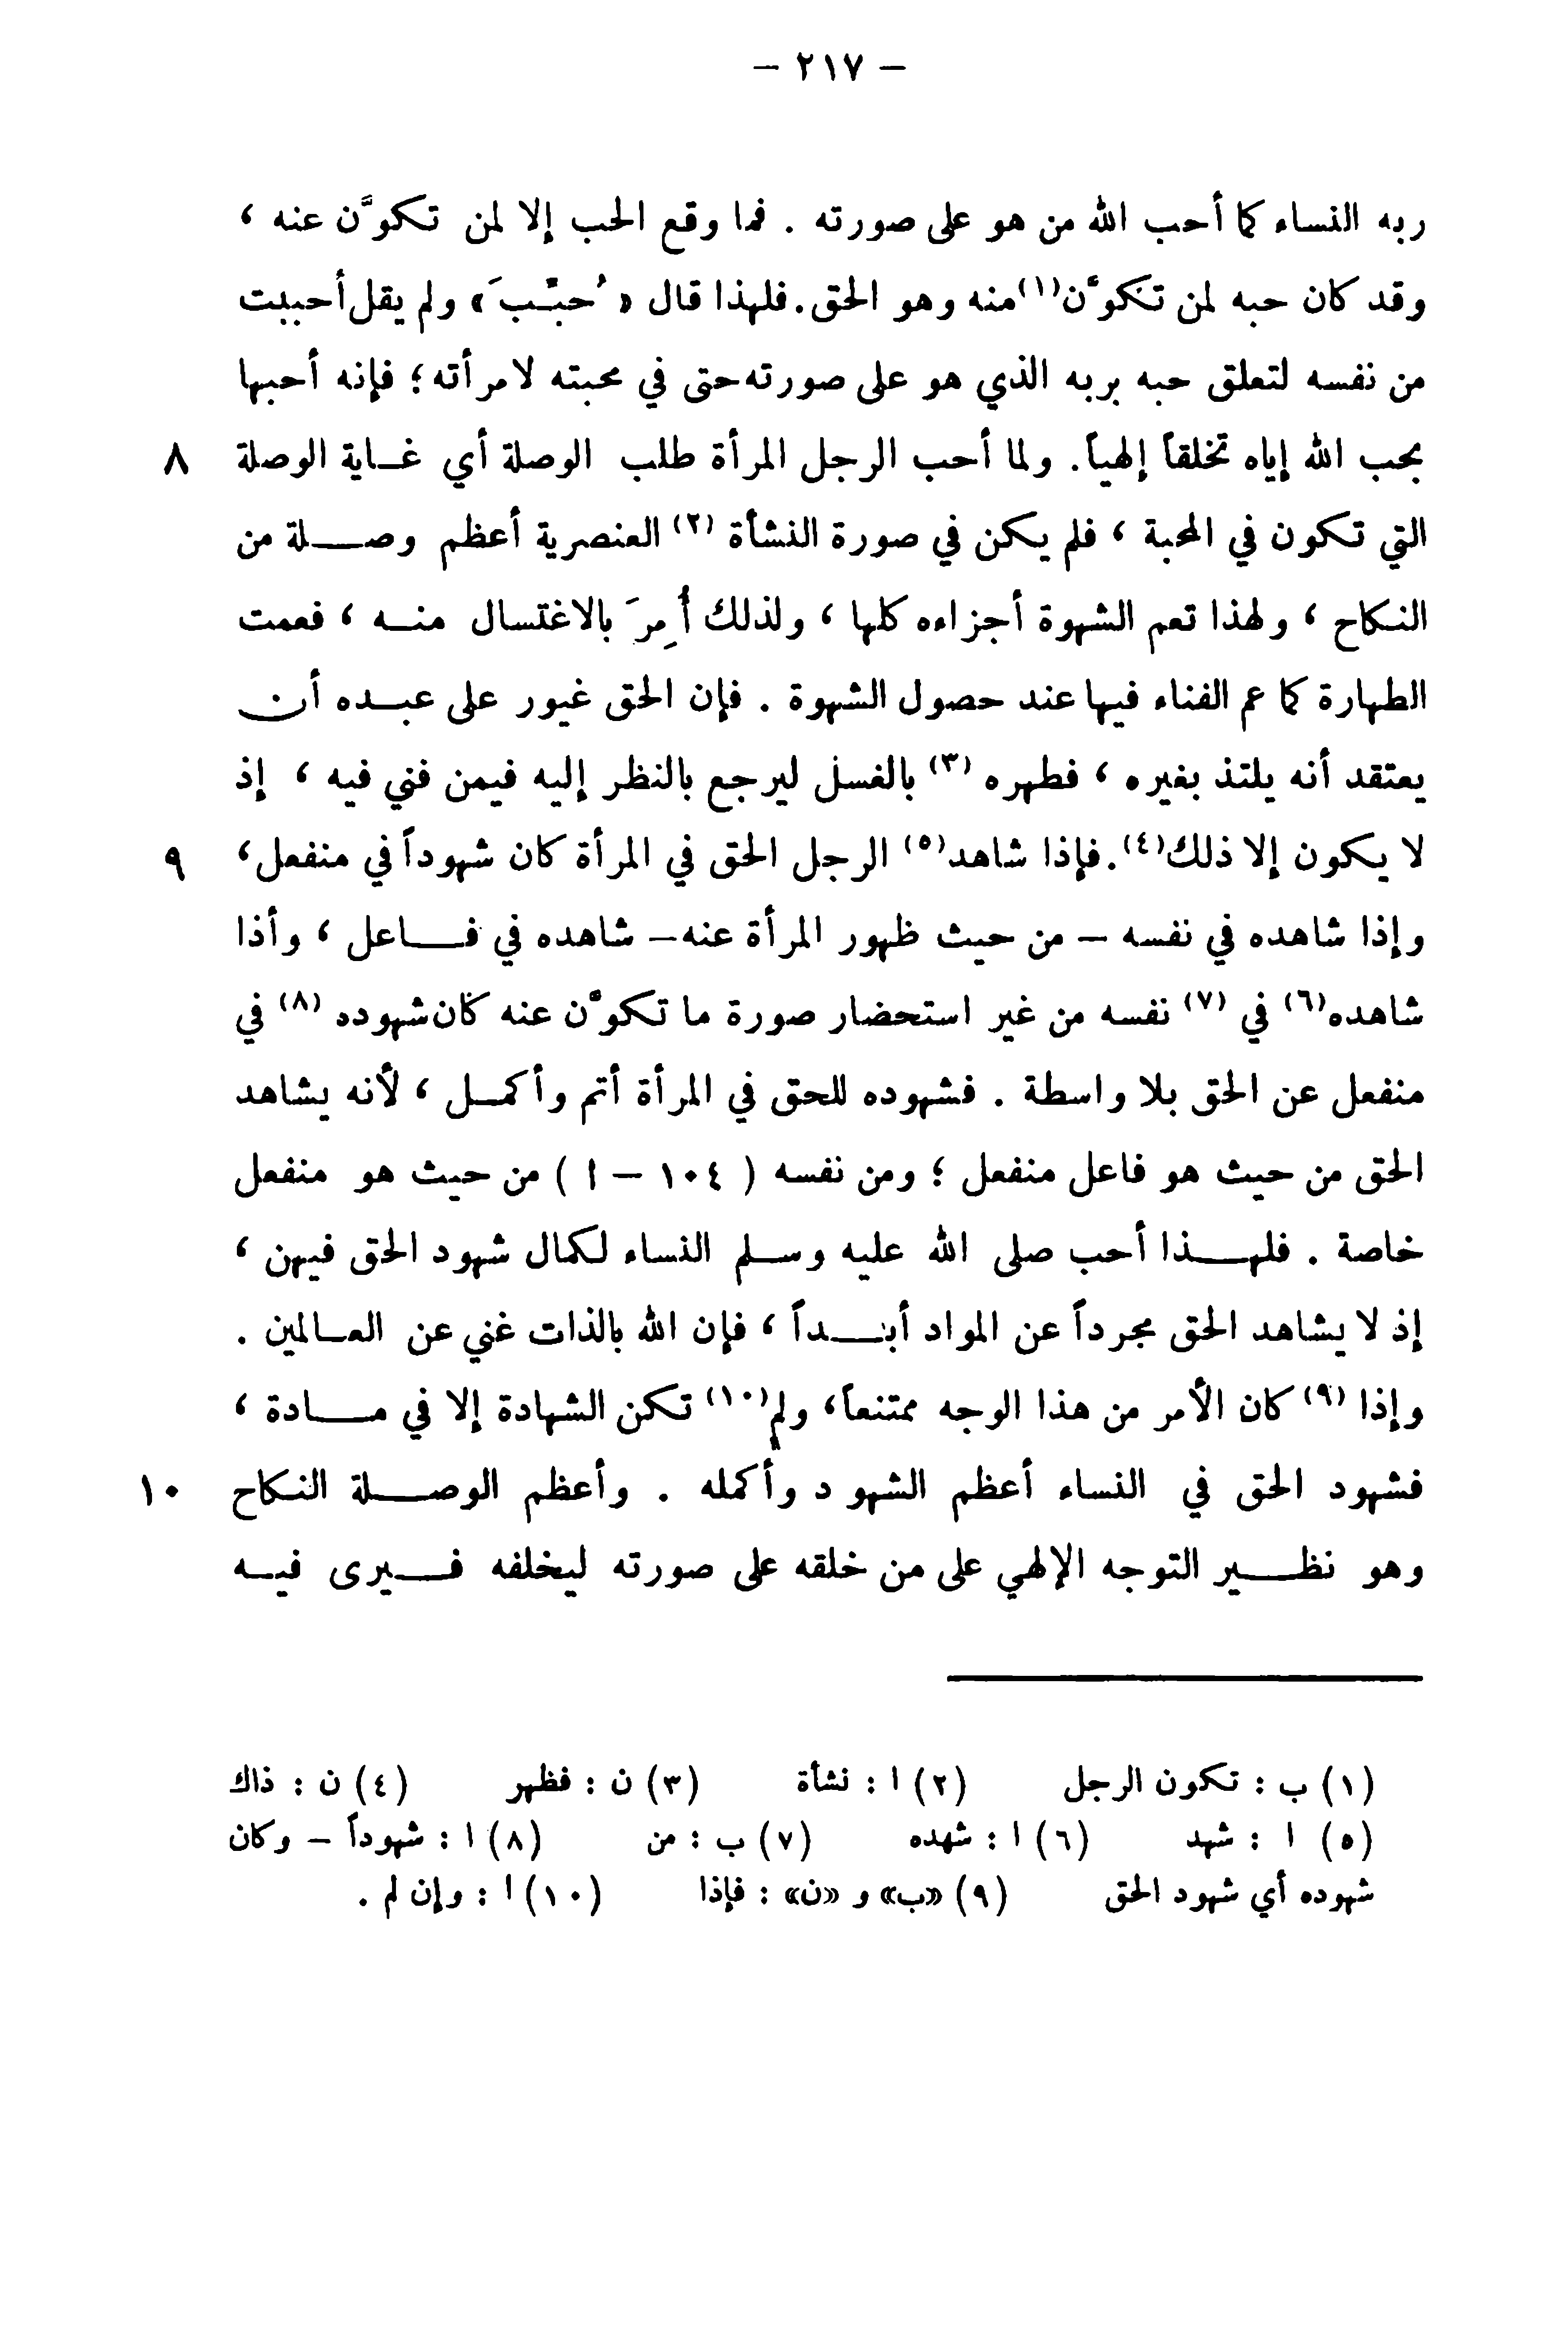 – ٢١٧ –
ربه النساء كما أحب الله من هو على صورته . فما وقع الحب إلا لمن تكوَّن عنه ،
وقد كان حبه لمن تكوَّن(١) منه وهو الحق. فلهذا قال « حُبِّبَ » ولم يقل أحببت
من نفسه لتعلق حبه بربه الذي هو على صورته حتى في محبته لامرأته ؛ فإنه أحبها
بحب الله إياه تخلقاً إلهياً. ولما أحب الرجل المرأة طلب الوصلة أي غاية الوصلة ٨
التي تكون في المحبة ، فلم يكن في صورة النشأة (٢) العنصرية أعظم وصلة من
النكاح ، ولهذا تعم الشهوة أجزاءه كلها ، ولذلك أُمِرَ بالاغتسال منه ، فعمت
الطهارة كما عم الفناء فيها عند حصول الشهوة . فإن الحق غيور على عبده أن
يعتقد أنه يلتذ بغيره ، فطهره (٣) بالغسل ليرجع بالنظر إليه فيمن فني فيه ، إذ
لا يكون إلا ذلك(٤). فإذا شاهد(٥) الرجل الحق في المرأة كان شهوداً في منفعل، ٩
وإذا شاهده في نفسه – من حيث ظهور المرأة عنه – شاهده في فاعل ، وأذا
شاهده(٦) في (٧) نفسه من غير استحضار صورة ما تكوَّن عنه كان شهوده (٨) في
منفعل عن الحق بلا واسطة . فشهوده للحق في المرأة أتم وأكمل ، لأنه يشاهد
الحق من حيث هو فاعل منفعل ؛ ومن نفسه ( ١٠٤ – ا ) من حيث هو منفعل
خاصة . فلهذا أحب صلى الله عليه وسلم النساء لكمال شهود الحق فيهن ،
إذ لا يشاهد الحق مجرداً عن المواد أبداً ، فإن الله بالذات غني عن العالمين .
وإذا (٩) كان الأمر من هذا الوجه ممتنعاً، ولم(١٠) تكن الشهادة إلا في مادة ،
فشهود الحق في النساء أعظم الشهود وأكمله . وأعظم الوصلة النكاح ١٠
وهو نظير التوجه الإلهي على من خلقه على صورته ليخلفه فيرى فيه
(١) ب : تكون الرجل (٢) ا : نشأة (٣) ن : فظهر (٤) ن : ذاك
(٥) ا : شهد (٦) ا : شهده (٧) ب : من (٨) ا : شهوداً – وكان
شهوده أي شهود الحق (٩) «ب» و «ن» : فإذا (١٠) ا : وإن لم .